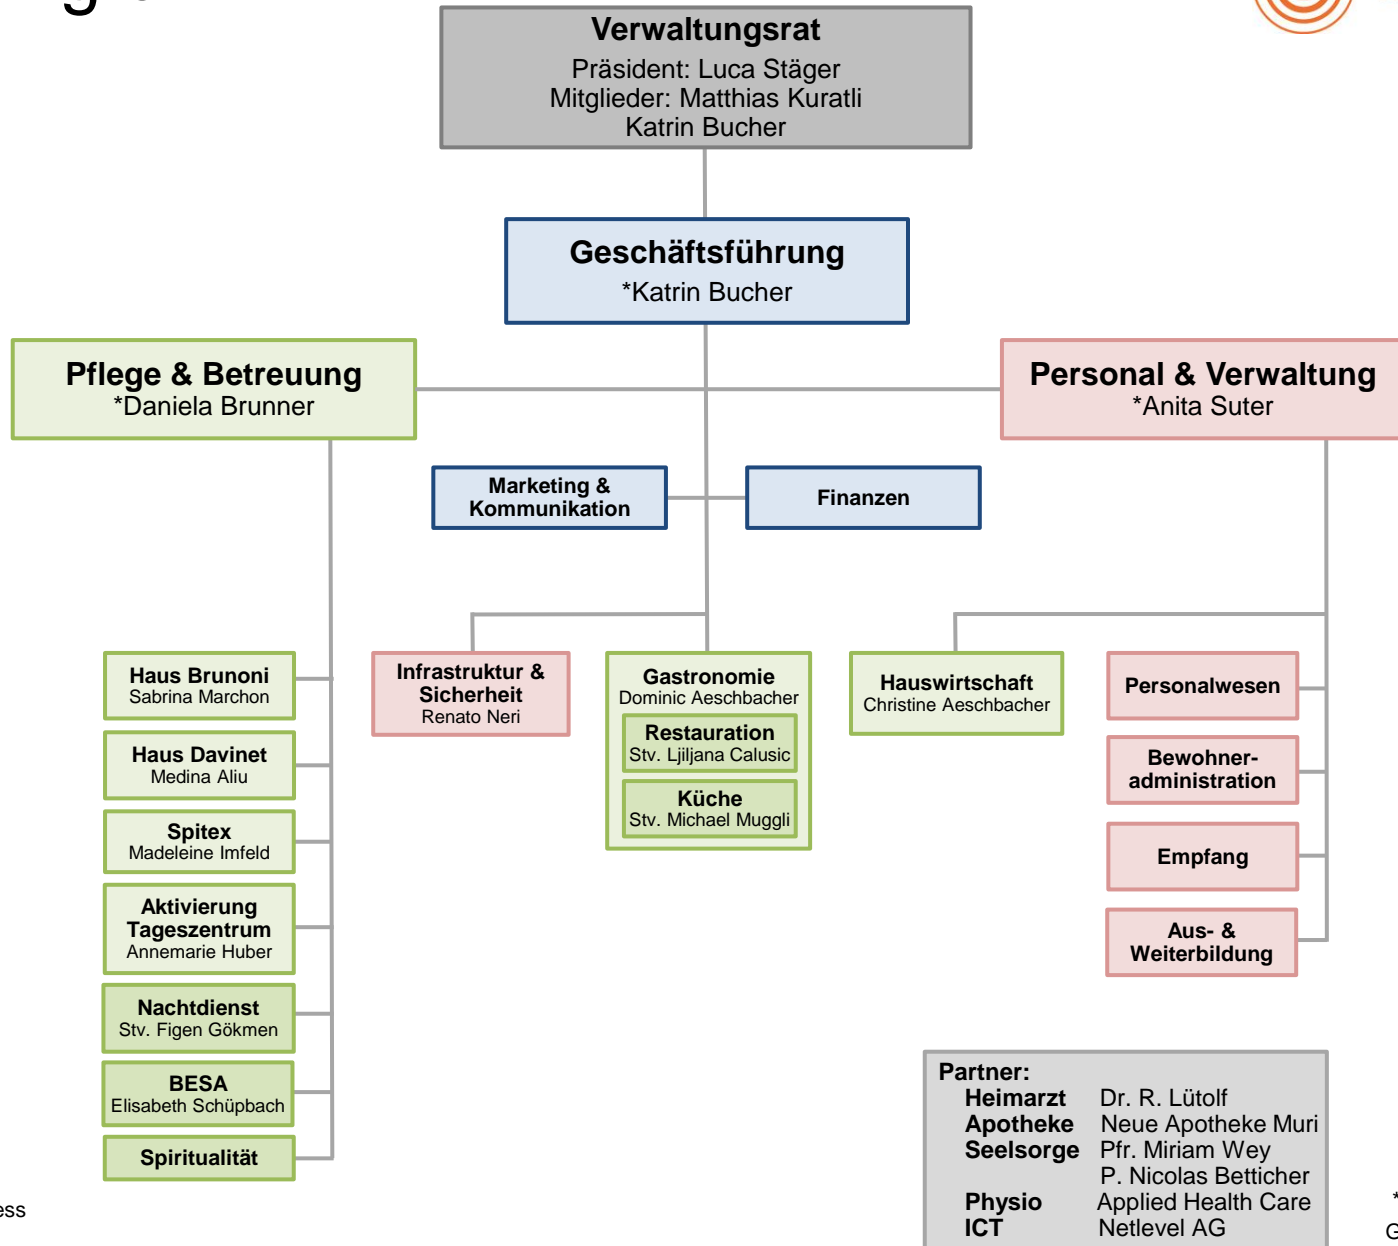 Verwaltungsrat
Präsident: Luca Stäger
Mitglieder: Matthias Kuratli
Katrin Bucher
Geschäftsführung
*Katrin Bucher
Pflege & Betreuung
*Daniela Brunner
Personal & Verwaltung
*Anita Suter
Marketing &
Kommunikation
Finanzen
Haus Brunoni
Sabrina Marchon
Haus Davinet
Medina Aliu
Spitex
Madeleine Imfeld
Aktivierung
Tageszentrum
Annemarie Huber
Nachtdienst
Stv. Figen Gökmen
BESA
Elisabeth Schüpbach
Spiritualität
Infrastruktur &
Sicherheit
Renato Neri
Gastronomie
Dominic Aeschbacher
Restauration
Stv. Ljiljana Calusic
Küche
Stv. Michael Muggli
Hauswirtschaft
Christine Aeschbacher
Personalwesen
Bewohner-
administration
Empfang
Aus- &
Weiterbildung
Partner:
Heimarzt Dr. R. Lütolf
Apotheke Neue Apotheke Muri
Seelsorge Pfr. Miriam Wey
P. Nicolas Betticher
Physio Applied Health Care
ICT Netlevel AG
ess
*
G